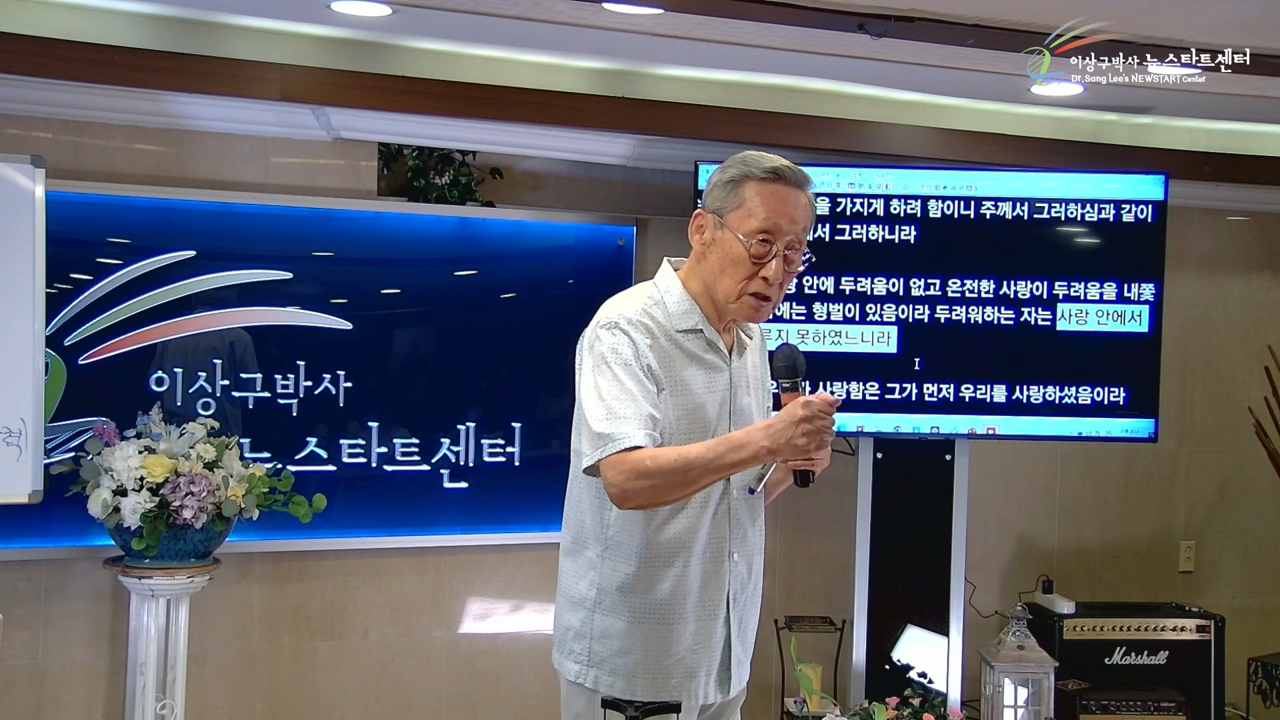 이상구박사 뉴스타트센터
Dr. Sang Lee's NEWSTART Center
을 가지게 하려 함이니 주께서 그러하심과 같이
그러하니라
안에 두려움이 없고 온전한 사랑이 두려움을 내쫓
형벌이 있음이라 두려워하는 자는 사랑 안에서
못하였느니라
사랑함은 그가 먼저 우리를 사랑하셨음이라
이상구박사
뉴스타트센터
Marshall